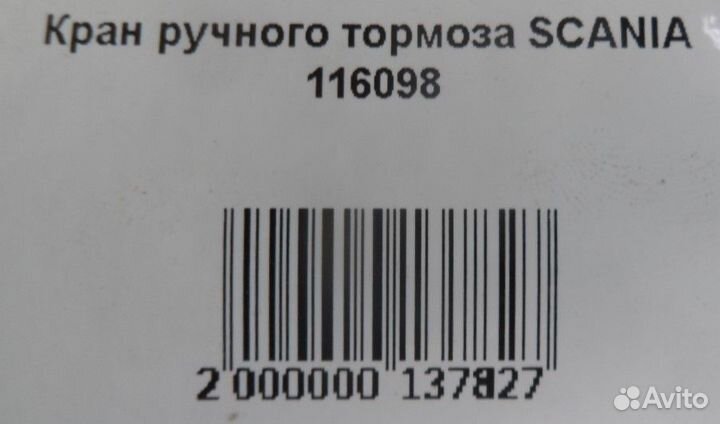 Кран ручного тормоза SCANIA
116098
2 000000 137827
Avito